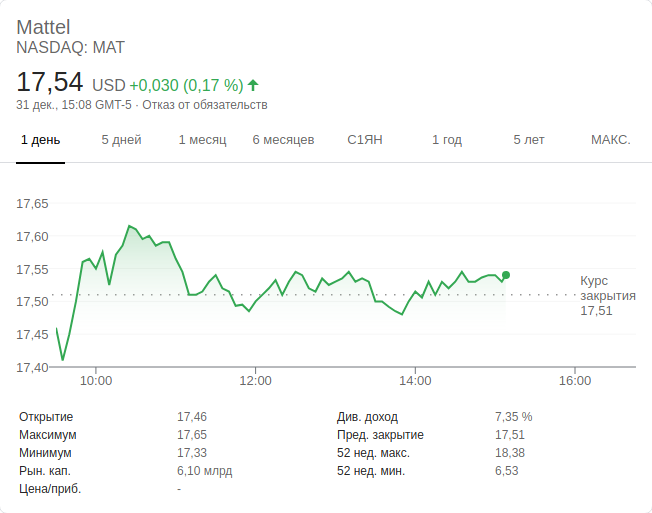 Mattel
NASDAQ: MAT
17,54 USD +0,030 (0,17 %)
31 дек., 15:08 GMT-5 · Отказ от обязательств
1 день 5 дней 1 месяц 6 месяцев С1ЯН 1 год 5 лет МАКС.
17,65
17,60
17,55
17,50
17,45
17,40
Курс
закрытия
17,51
10:00 12:00 14:00 16:00
Открытие 17,46 Див. доход 7,35 %
Максимум 17,65 Пред. закрытие 17,51
Минимум 17,33 52 нед. макс. 18,38
Рын. кап. 6,10 млрд 52 нед. мин. 6,53
Цена/приб. -